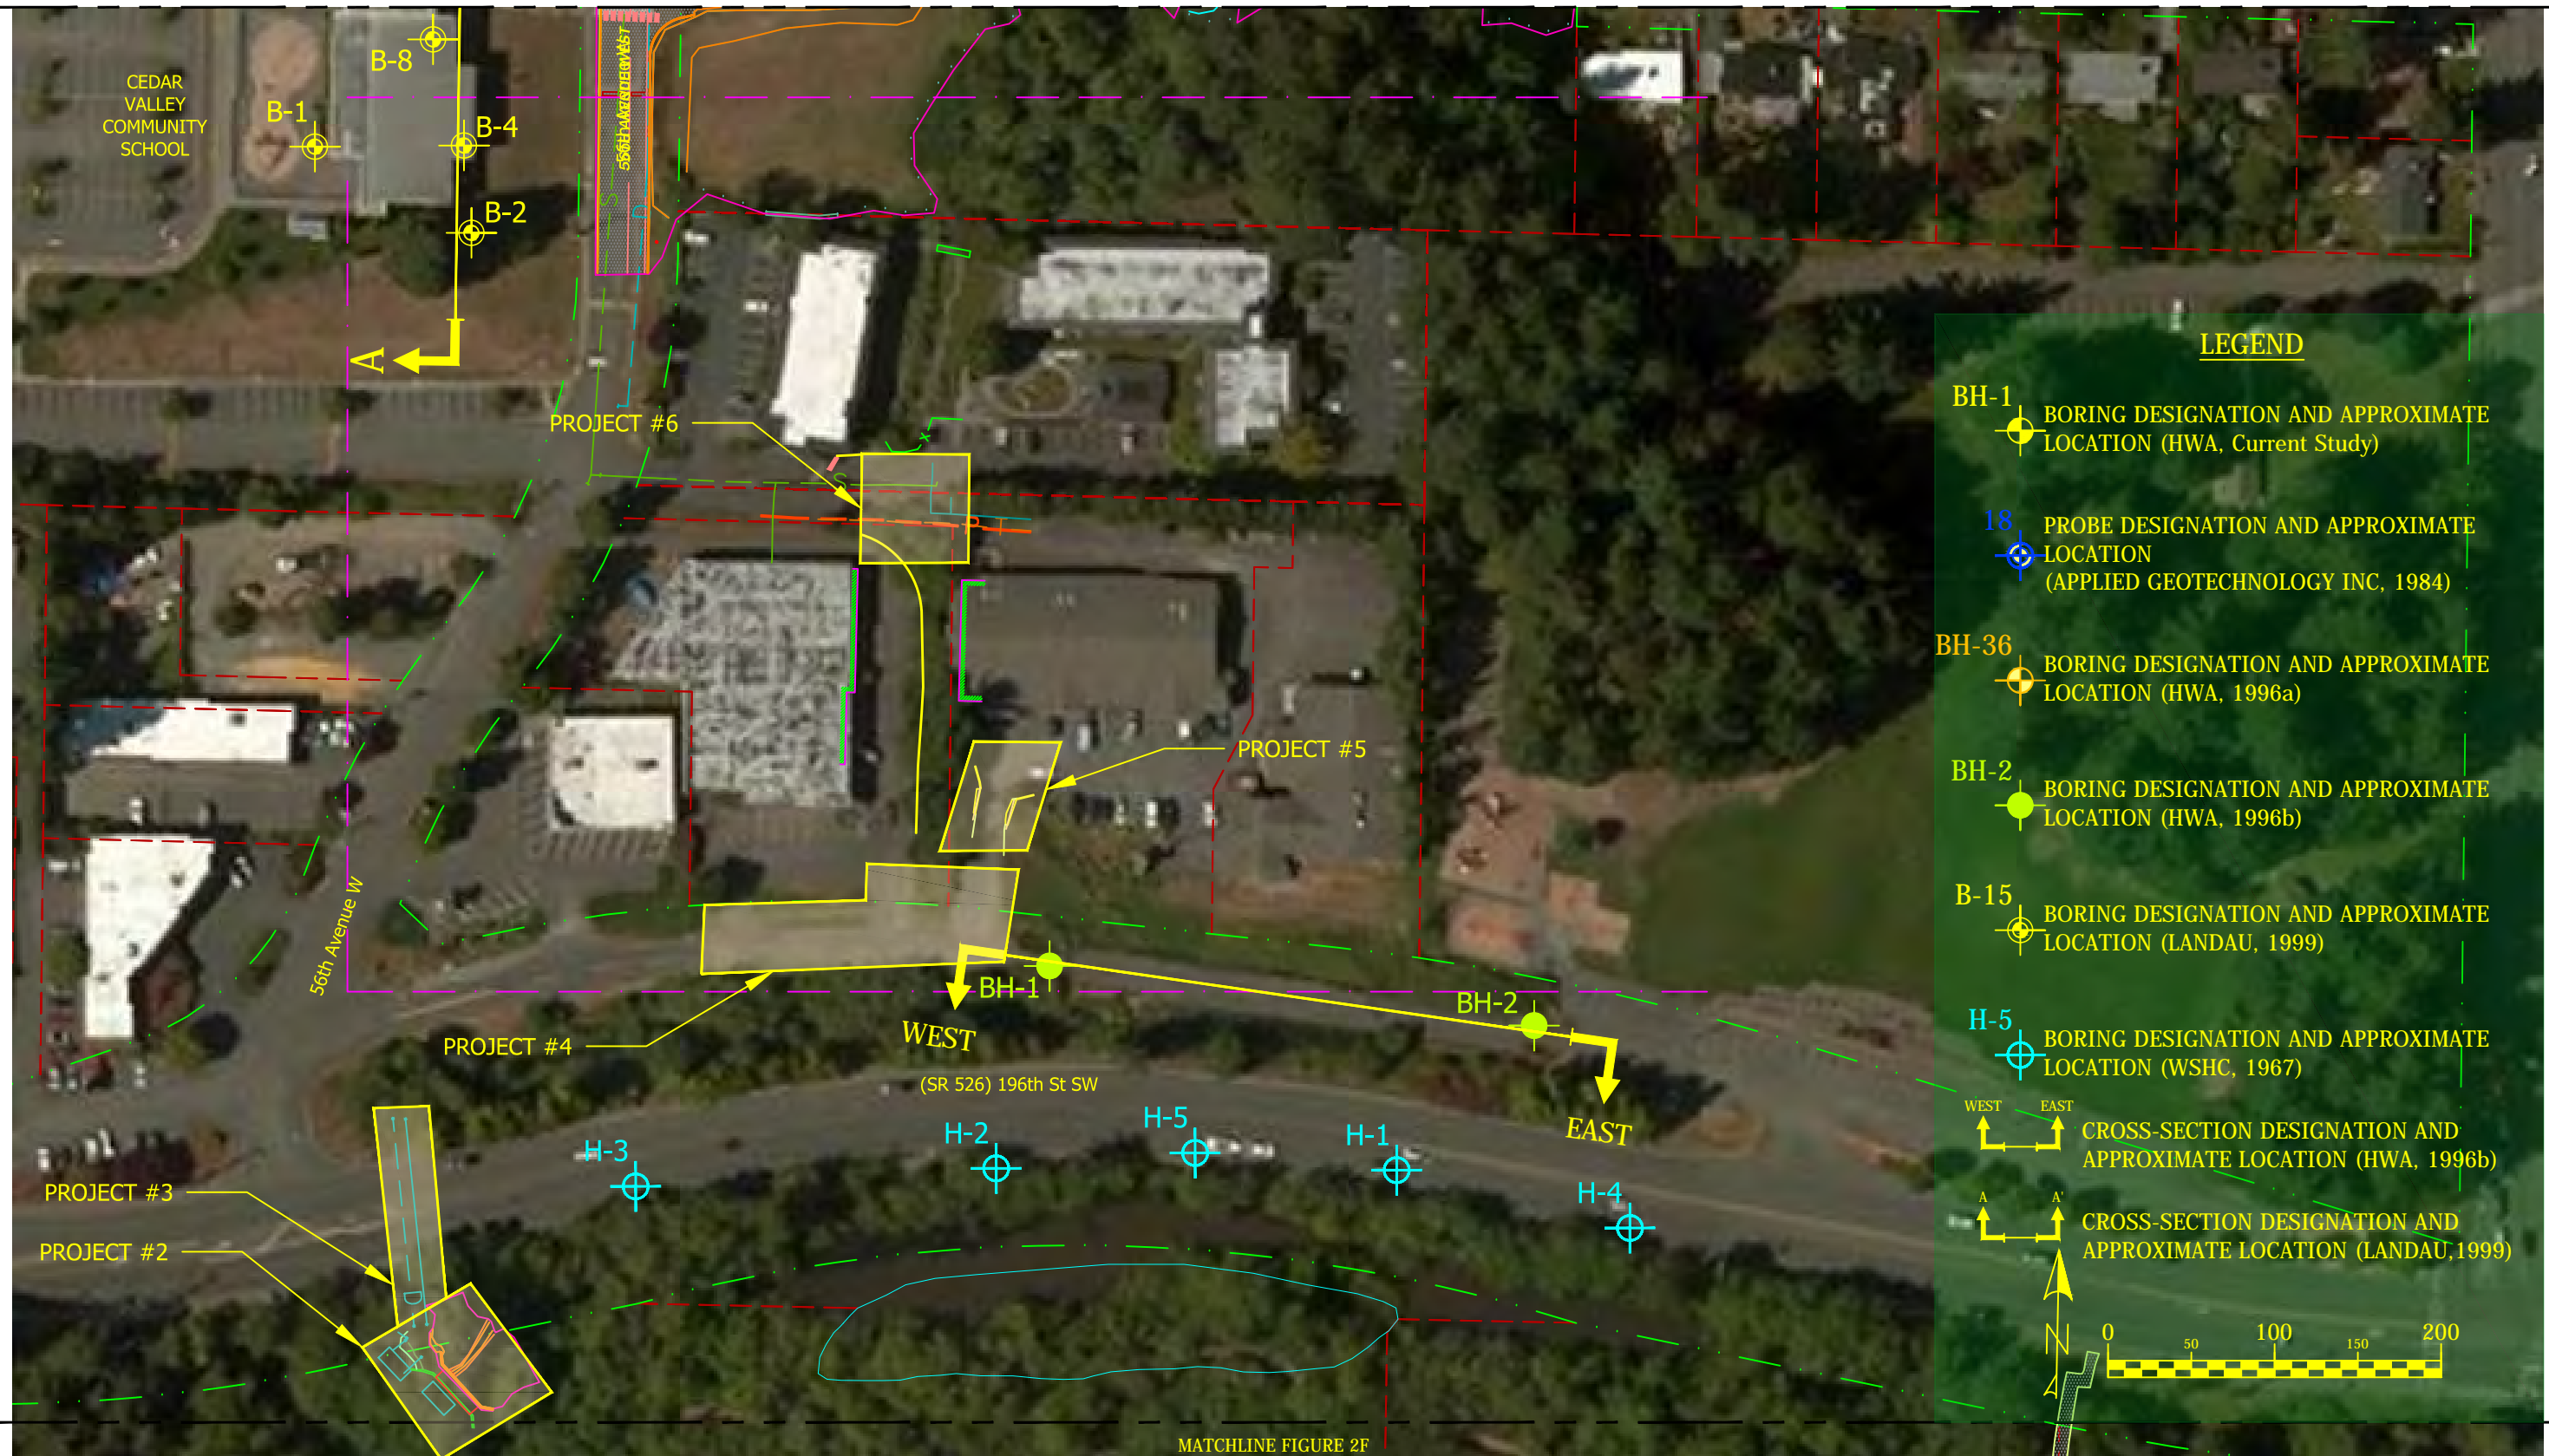 B-8
CEDAR
VALLEY
COMMUNITY
SCHOOL
B-1
B-4
B-2
S
D
A
PROJECT #6
x
S
P
T
PROJECT #5
56th Avenue W
BH-1
BH-2
WEST
EAST
PROJECT #4
(SR 526) 196th St SW
H-3
H-2
H-5
H-1
H-4
PROJECT #3
PROJECT #2
D
MATCHLINE FIGURE 2F
LEGEND
BH-1
BORING DESIGNATION AND APPROXIMATE
LOCATION (HWA, Current Study)
18
PROBE DESIGNATION AND APPROXIMATE
LOCATION
(APPLIED GEOTECHNOLOGY INC, 1984)
BH-36
BORING DESIGNATION AND APPROXIMATE
LOCATION (HWA, 1996a)
BH-2
BORING DESIGNATION AND APPROXIMATE
LOCATION (HWA, 1996b)
B-15
BORING DESIGNATION AND APPROXIMATE
LOCATION (LANDAU, 1999)
H-5
BORING DESIGNATION AND APPROXIMATE
LOCATION (WSHC, 1967)
WEST EAST
CROSS-SECTION DESIGNATION AND
APPROXIMATE LOCATION (HWA, 1996b)
A A'
CROSS-SECTION DESIGNATION AND
APPROXIMATE LOCATION (LANDAU,1999)
N
0 50 100 150 200